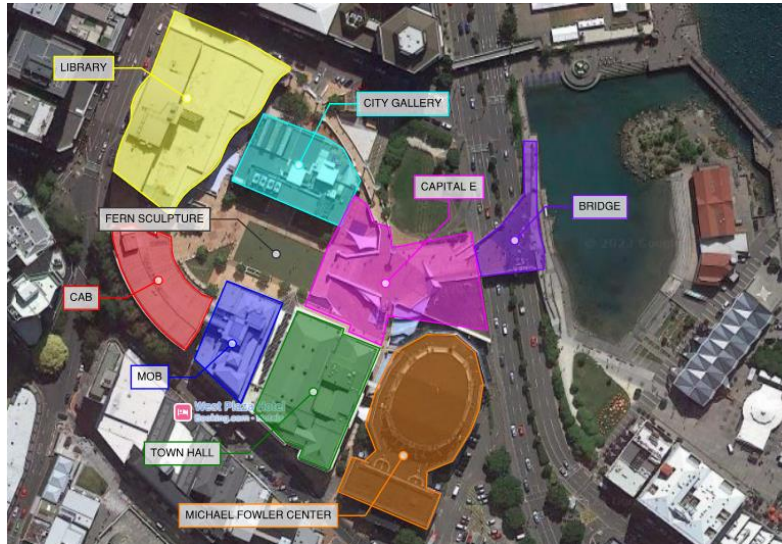 LIBRARY
CITY GALLERY
CAPITAL E
BRIDGE
FERN SCULPTURE
CAB
MOB
West Plaza Hotel
TOWN HALL
MICHAEL FOWLER CENTER